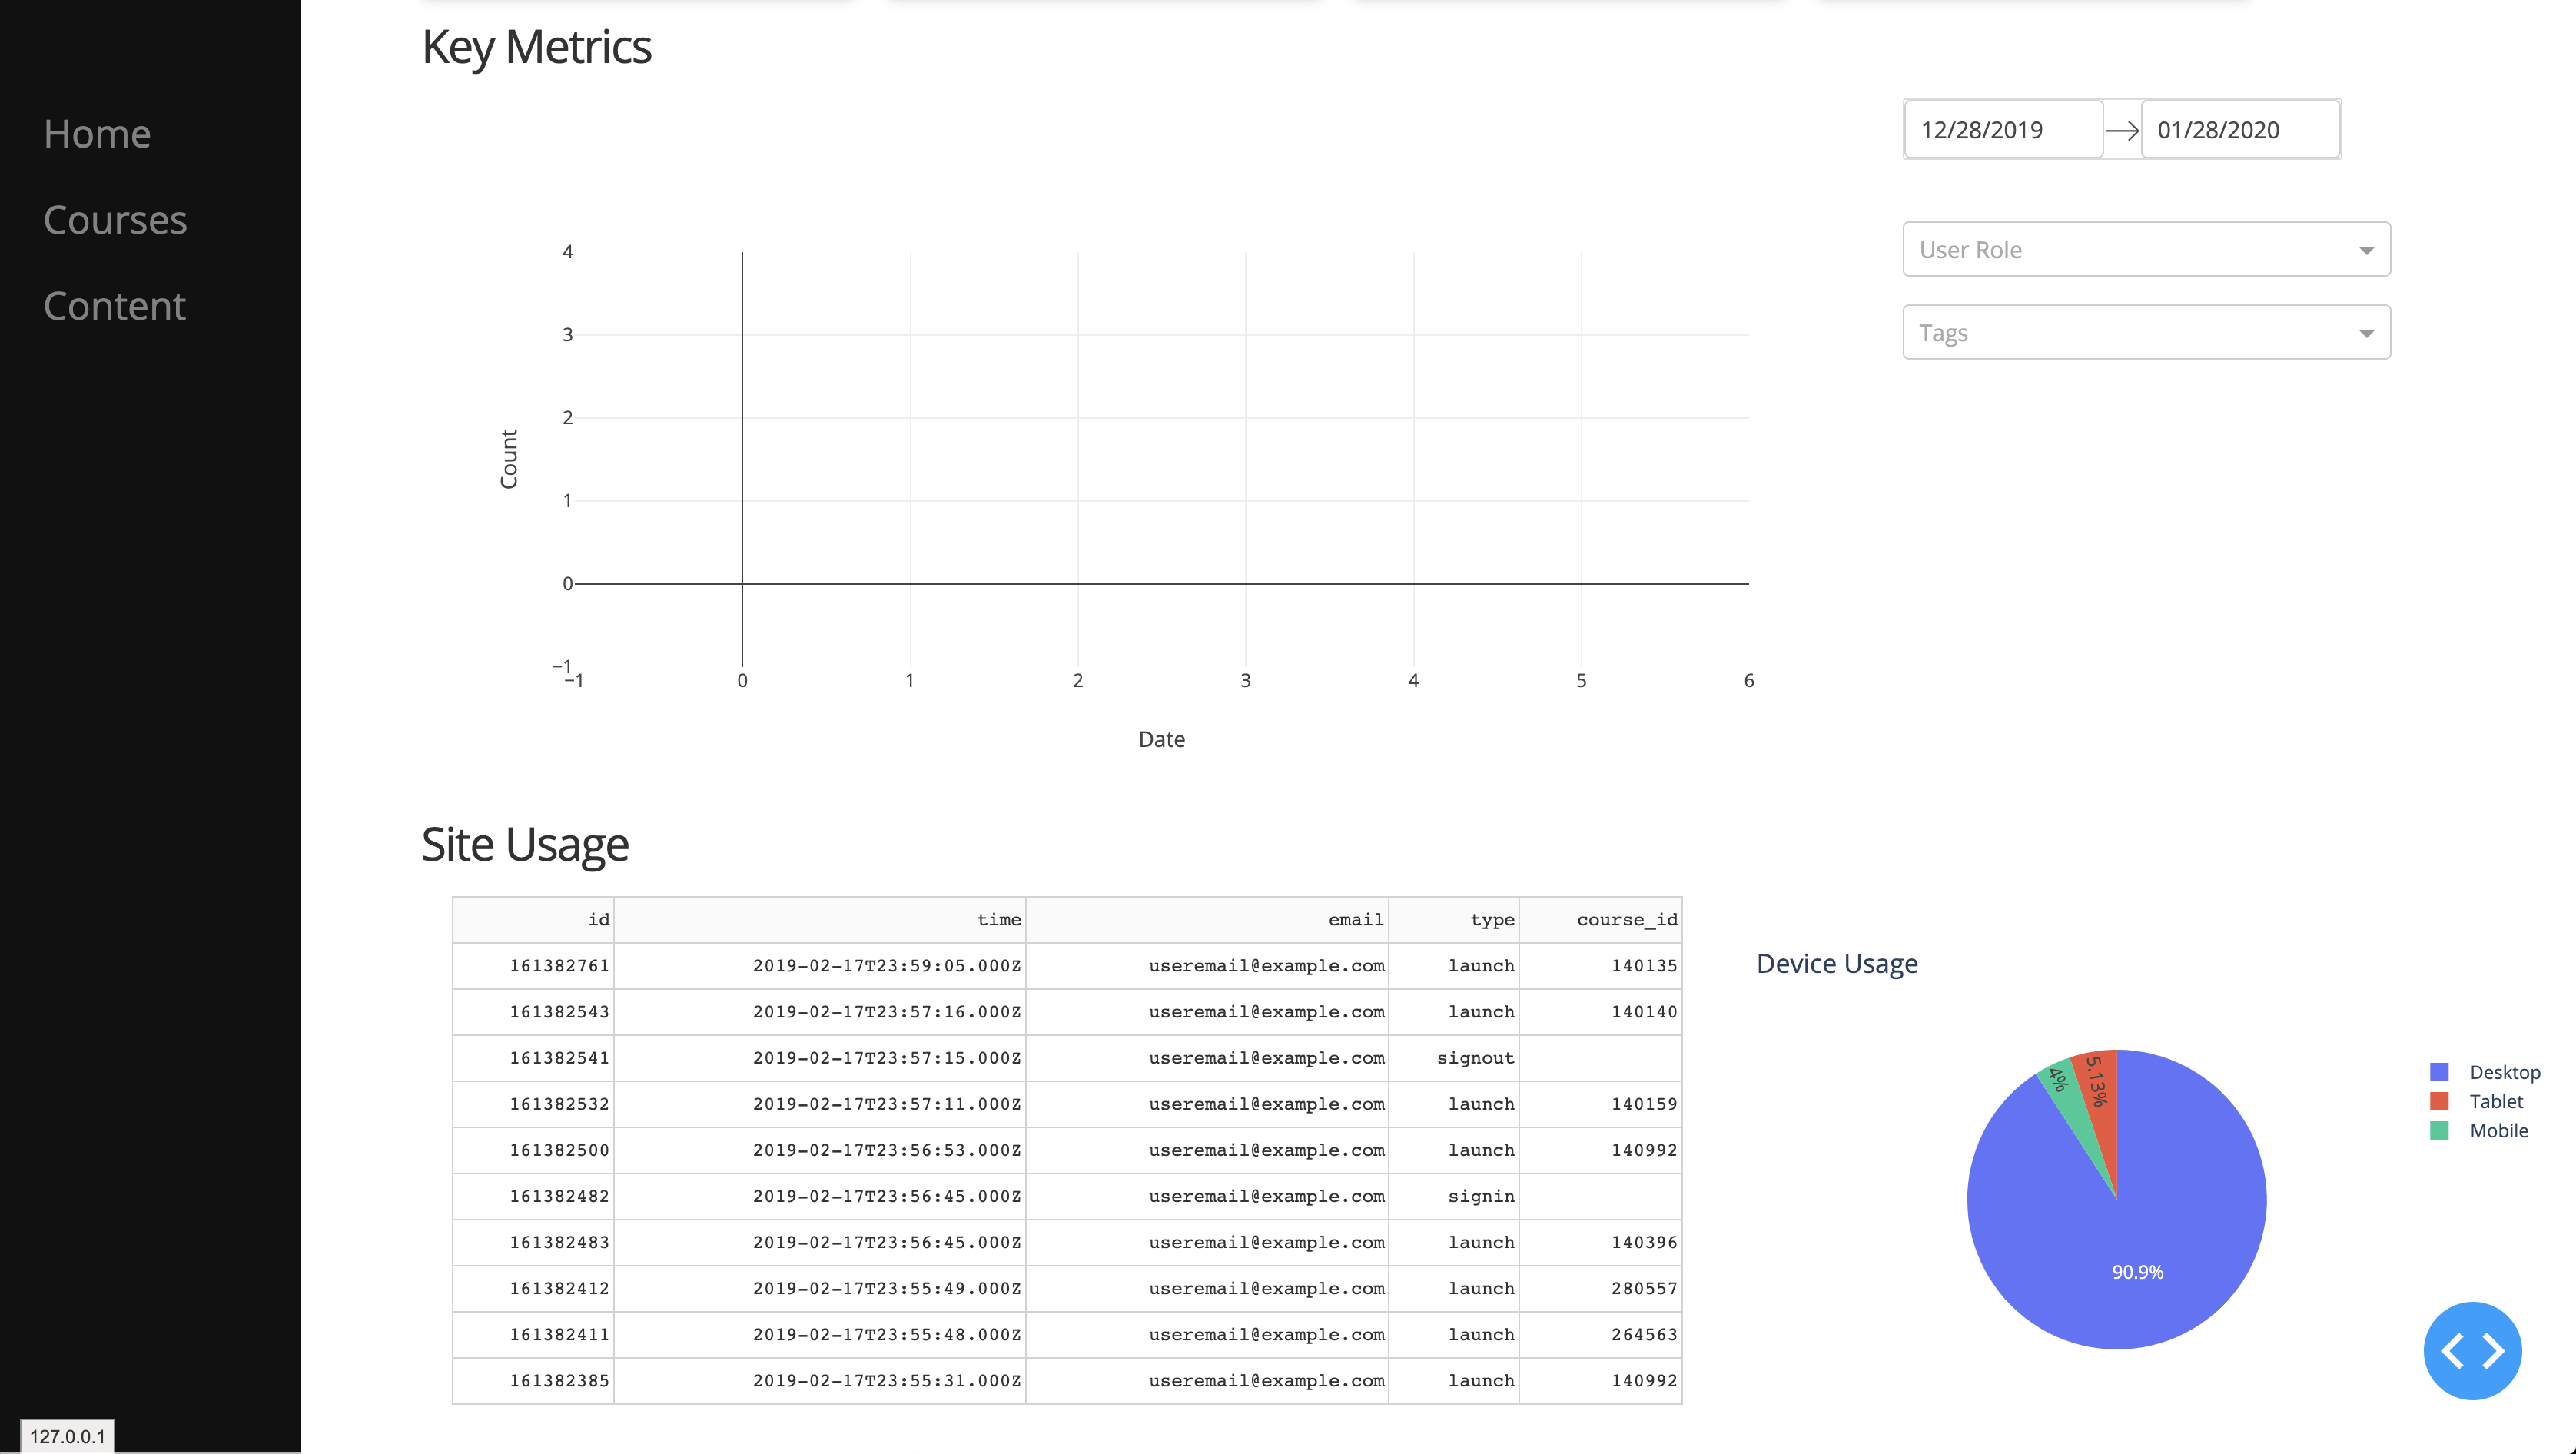 Home
Courses
Content
127.0.0.1
Key Metrics
12/28/2019 → 01/28/2020
User Role
Tags
4
3
2
1
0
−1
Count
−1 0 1 2 3 4 5 6
Date
Site Usage
id time email type course_id
161382761 2019-02-17T23:59:05.000Z useremail@example.com launch 140135
161382543 2019-02-17T23:57:16.000Z useremail@example.com launch 140140
161382541 2019-02-17T23:57:15.000Z useremail@example.com signout
161382532 2019-02-17T23:57:11.000Z useremail@example.com launch 140159
161382500 2019-02-17T23:56:53.000Z useremail@example.com launch 140992
161382482 2019-02-17T23:56:45.000Z useremail@example.com signin
161382483 2019-02-17T23:56:45.000Z useremail@example.com launch 140396
161382412 2019-02-17T23:55:49.000Z useremail@example.com launch 280557
161382411 2019-02-17T23:55:48.000Z useremail@example.com launch 264563
161382385 2019-02-17T23:55:31.000Z useremail@example.com launch 140992
Device Usage
4%
5.13%
90.9%
Desktop
Tablet
Mobile